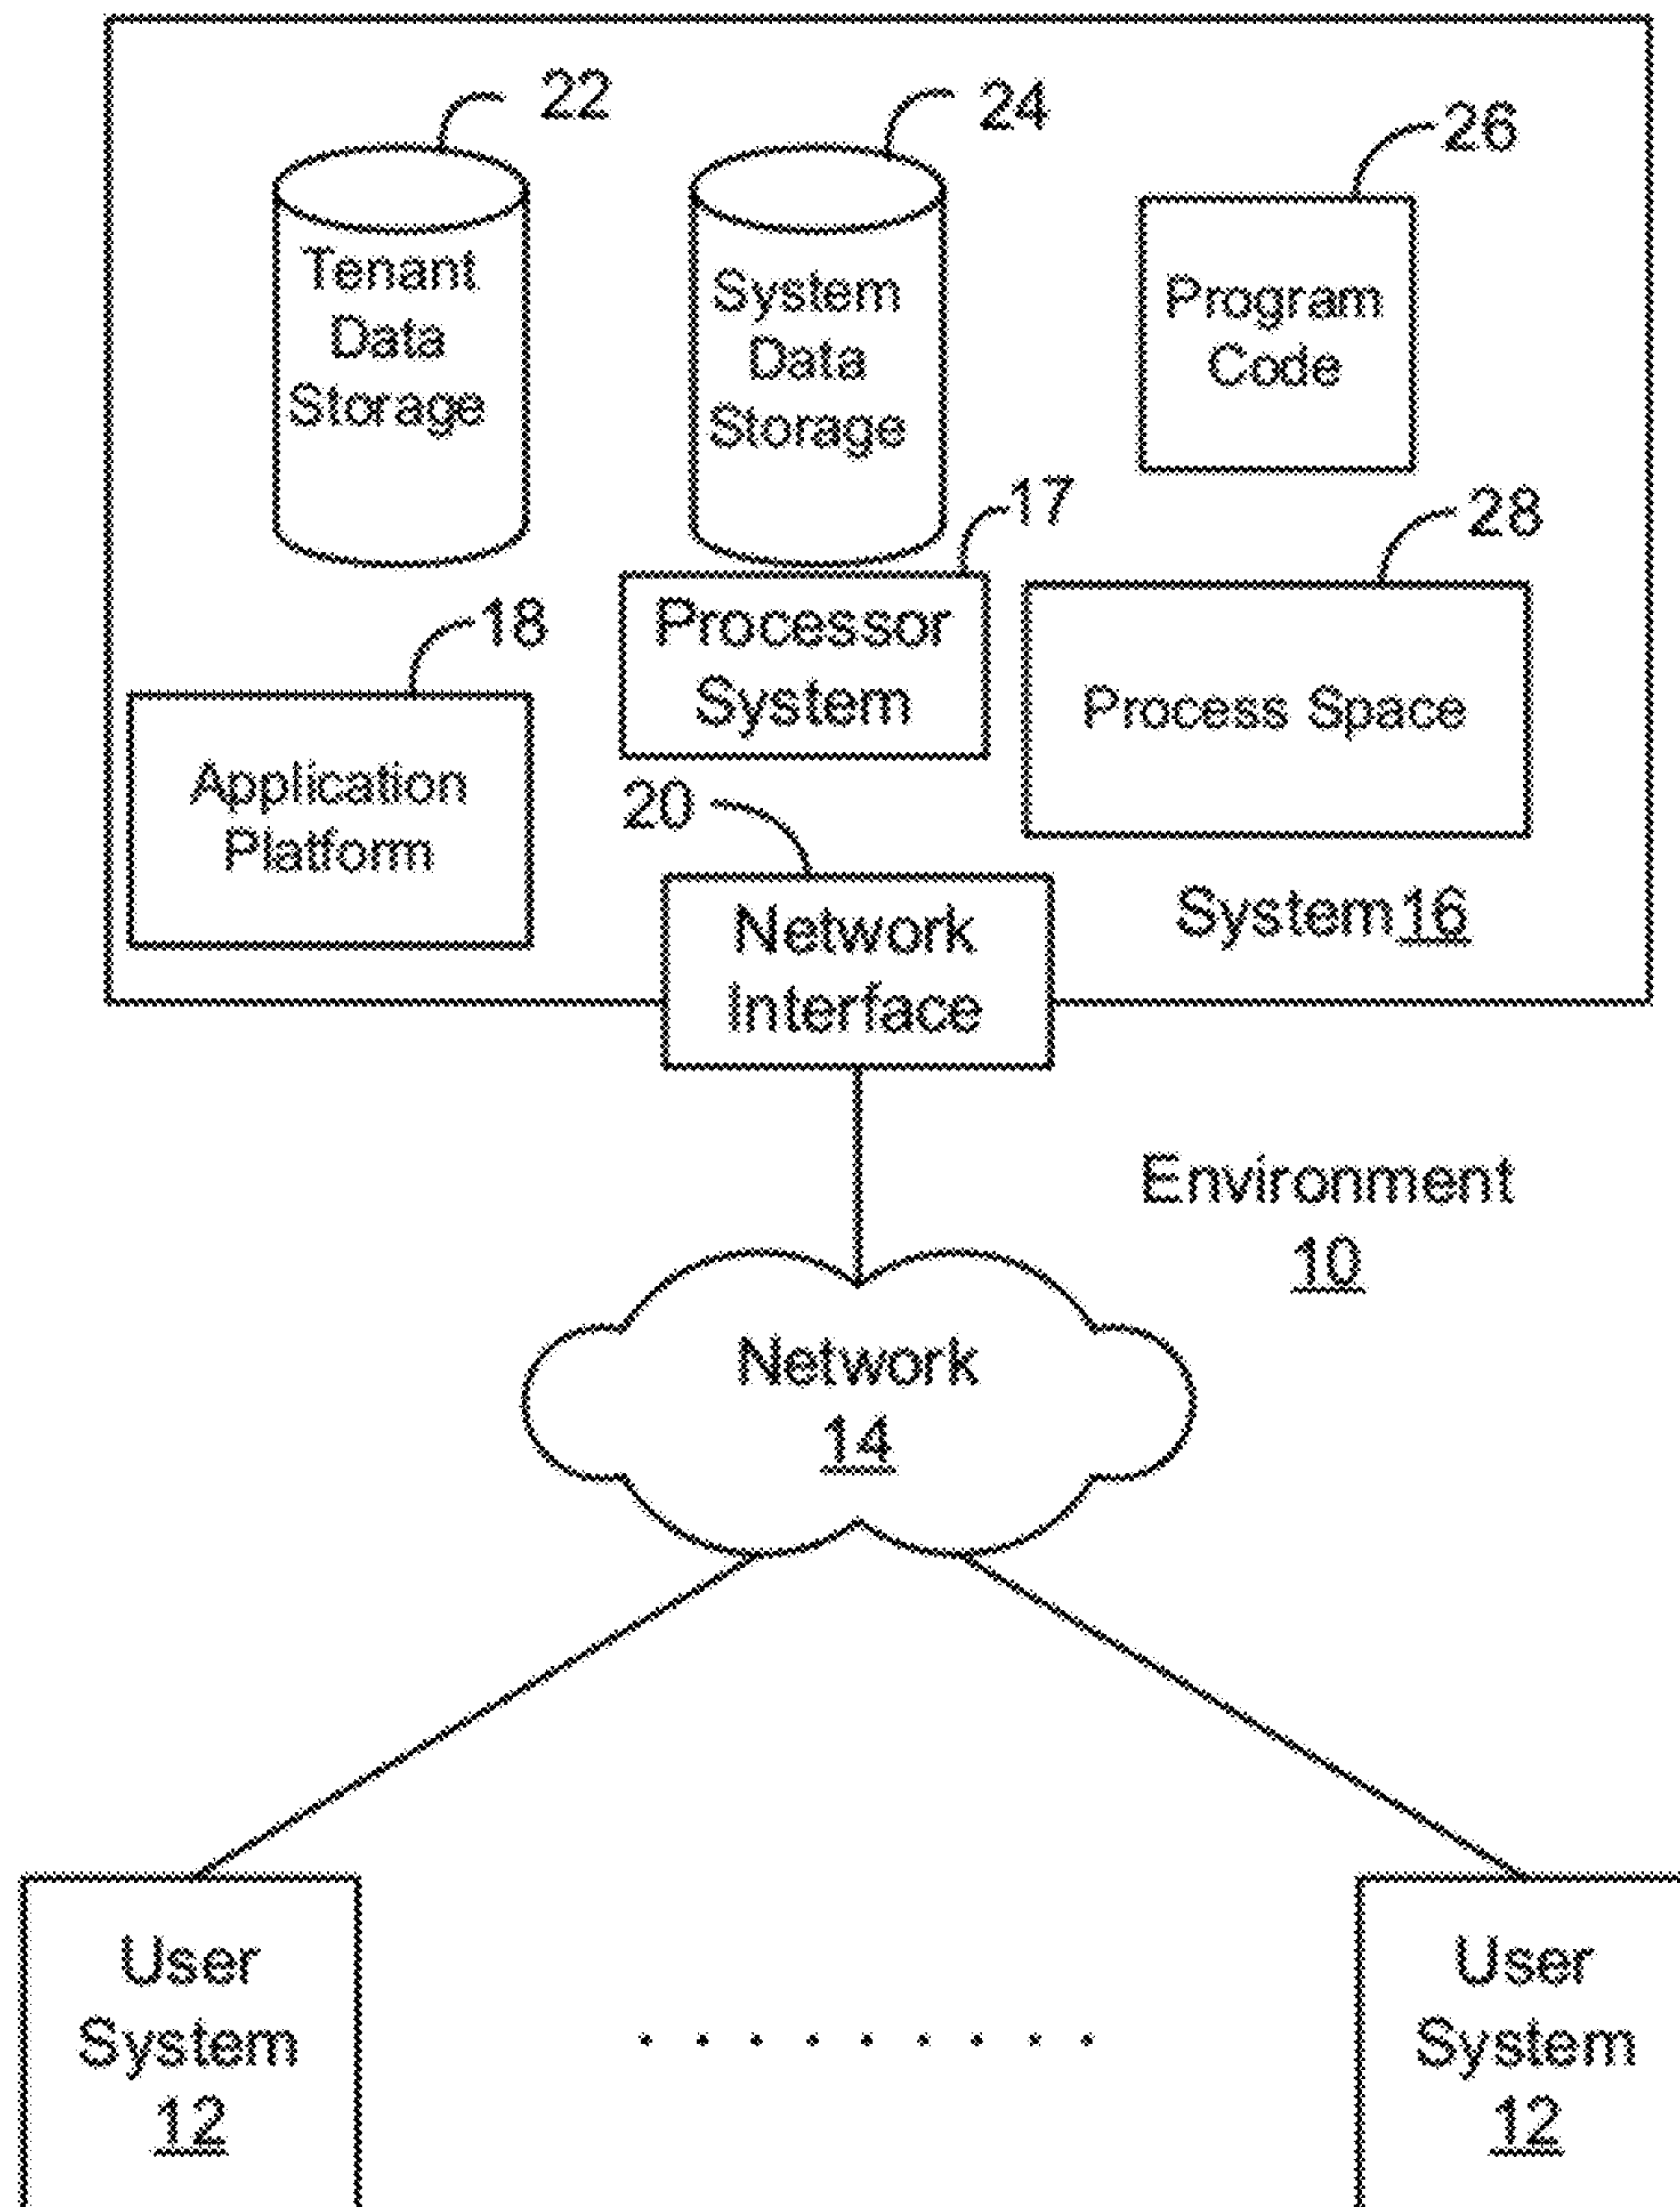 22
24
26
Tenant
Data
Storage
System
Data
Storage
Program
Code
17
28
18
Processor
System
Process Space
Application
Platform
20
Network
Interface
System 16
Environment
10
Network
14
User
System
12
User
System
12